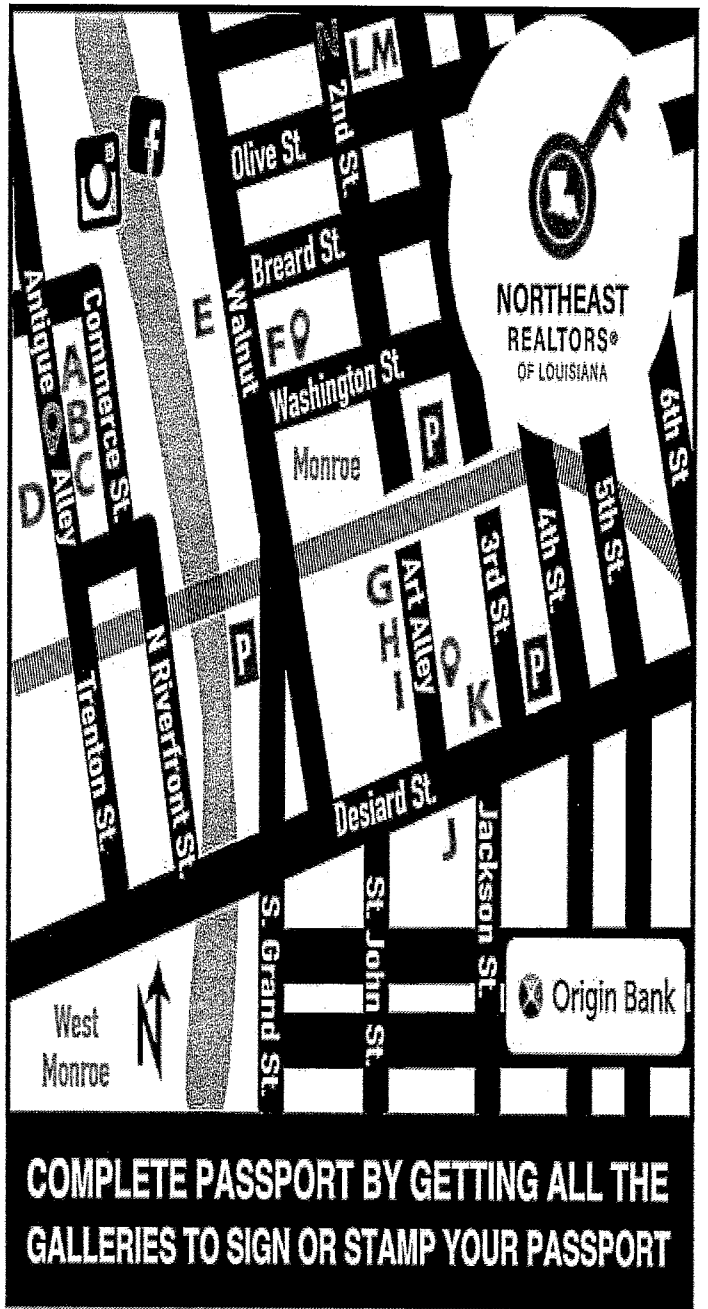 N 2nd St.
LM
Olive St.
Breard St.
Walnut
Washington St.
NORTHEAST
REALTORS®
OF LOUISIANA
6th St
5th St.
4th St.
3rd St.
Antique Alley
Commerce St.
A
B
C
D
E
F
Monroe
P
G
H
I
Art Alley
K
P
P
N Riverfront St.
Trenton St.
Desiard St.
J
Jackson St.
St. John St.
S. Grand St.
Origin Bank
West
Monroe
N
COMPLETE PASSPORT BY GETTING ALL THE
GALLERIES TO SIGN OR STAMP YOUR PASSPORT